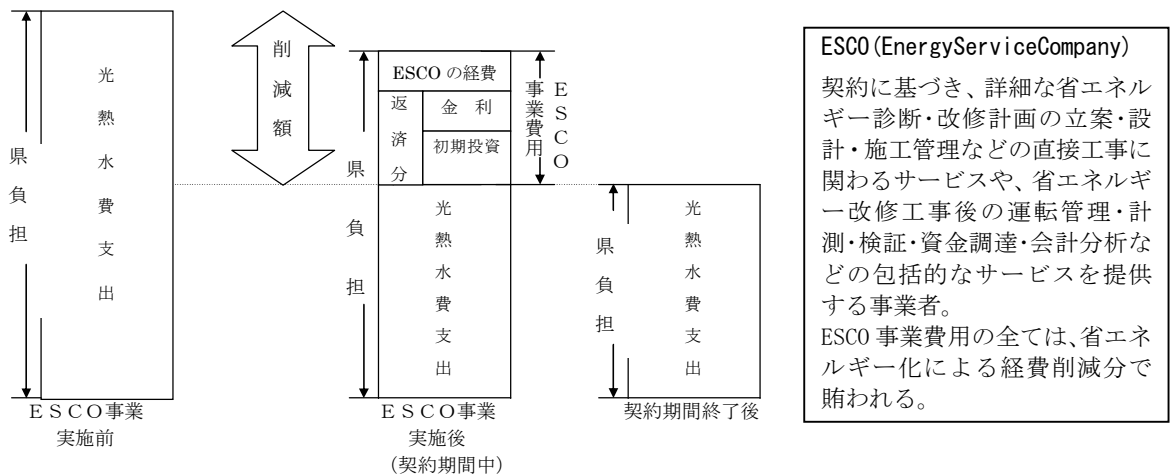 県負担
光熱水費支出
ESCO事業
実施前
削減額
県負担
ESCO の経費
返済分
金 利
初期投資
光熱水費支出
事業費用
ESCO
ESCO事業
実施後
(契約期間中)
県負担
光熱水費支出
契約期間終了後
ESCO(EnergyServiceCompany)
契約に基づき、詳細な省エネル
ギー診断・改修計画の立案・設
計・施工管理などの直接工事に
関わるサービスや、省エネルギ
ー改修工事後の運転管理・計
測・検証・資金調達・会計分析な
どの包括的なサービスを提供
する事業者。
ESCO 事業費用の全ては、省エネ
ルギー化による経費削減分で
賄われる。